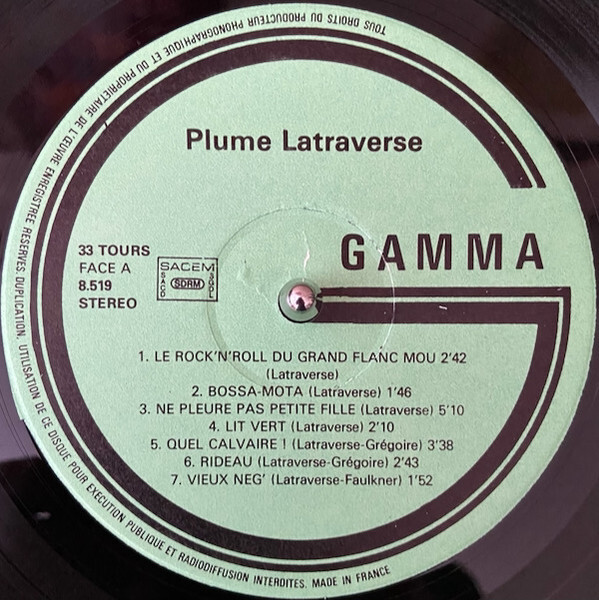 TOUS DROITS DU PRODUCTEUR PHONOGRAPHIQUE ET DU PROPRIETAIRE DE L'ŒUVRE ENREGISTREE RESERVES. DUPLICATION, UTILISATION DE CE DISQUE POUR EXECUTION PUBLIQUE ET RADIODIFFUSION INTERDITES. MADE IN FRANCE
Plume Latraverse
GAMMA
33 TOURS
FACE A
8.519
STEREO
SACEM
SACD
SDRM
SGDL
1. LE ROCK'N'ROLL DU GRAND FLANC MOU 2'42
(Latraverse)
2. BOSSA-MOTA (Latraverse) 1'46
3. NE PLEURE PAS PETITE FILLE (Latraverse) 5'10
4. LIT VERT (Latraverse) 2'10
5. QUEL CALVAIRE ! (Latraverse-Grégoire) 3'38
6. RIDEAU (Latraverse-Grégoire) 2'43
7. VIEUX NEG' (Latraverse-Faulkner) 1'52